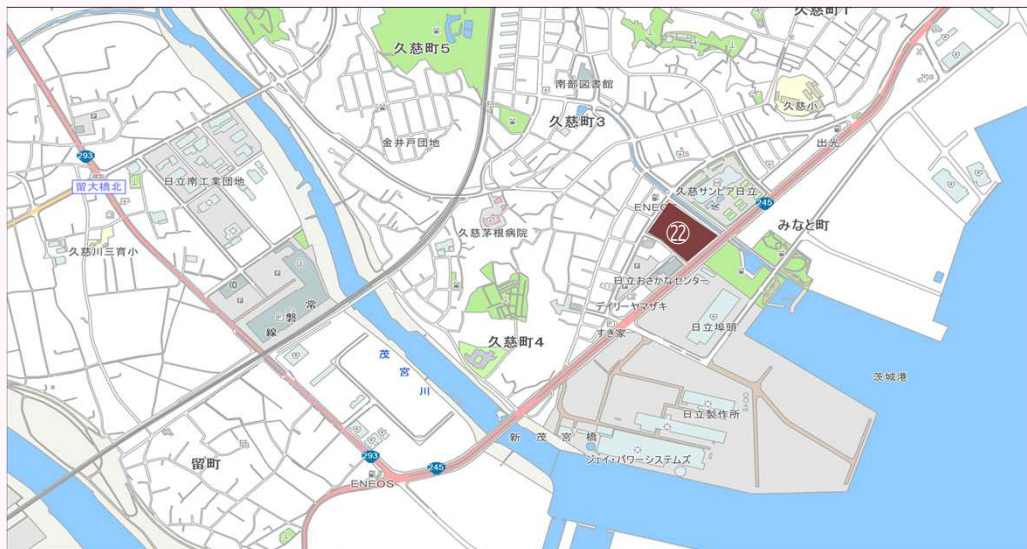 久慈町1
久慈町5
南部図書館
久慈小
久慈町3
出光
金井戸団地
293
留大橋北
日立南工業団地
久慈サンピア日立
ENEOS
245
みなと町
㉒
久慈茅根病院
久慈川三育小
日立おさかなセンター
デイリーヤマザキ
日立埠頭
すき家
常磐線
久慈町4
茂宮川
茨城港
日立製作所
新茂宮橋
ジェイ・パワーシステムズ
留町
293
245
ENEOS